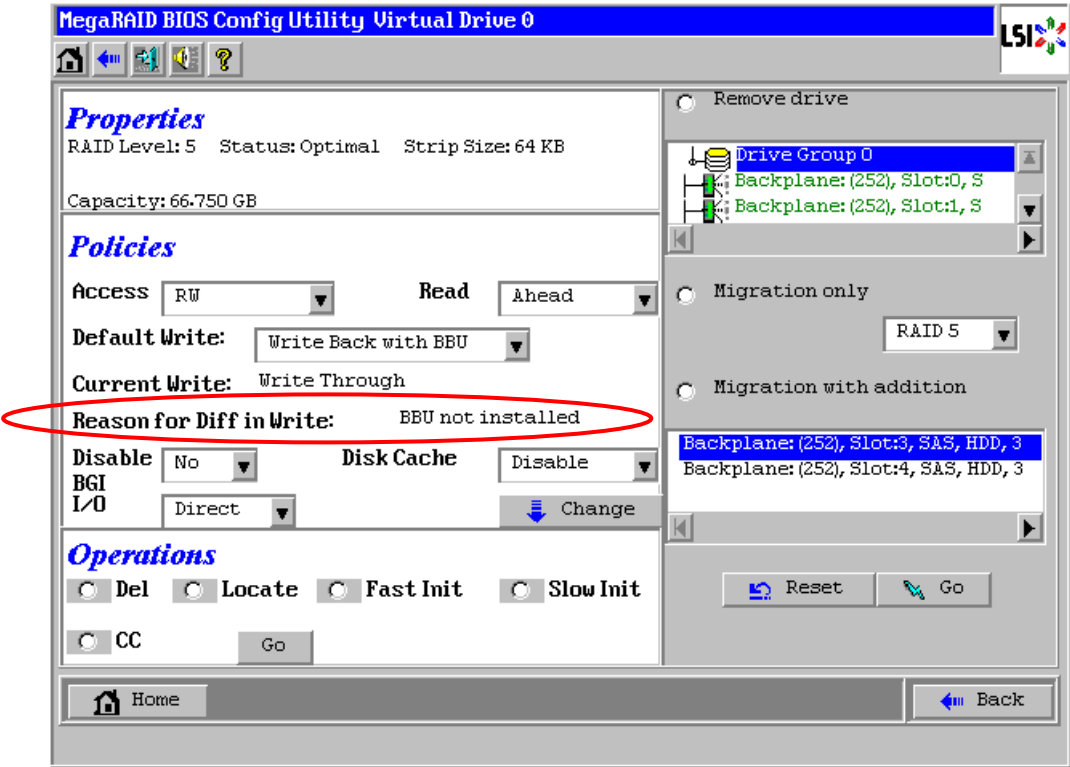 MegaRAID BIOS Config Utility Virtual Drive 0
LSI
Properties
RAID Level: 5 Status: Optimal Strip Size: 64 KB
Capacity: 66.750 GB
Policies
Access RW Read Ahead
Default Write: Write Back with BBU
Current Write: Write Through
Reason for Diff in Write: BBU not installed
Disable BGI No Disk Cache Disable
I/O Direct Change
Operations
Del Locate Fast Init Slow Init
CC Go
Remove drive
Drive Group 0
Backplane: (252), Slot:0, S
Backplane: (252), Slot:1, S
Migration only
RAID 5
Migration with addition
Backplane: (252), Slot:3, SAS, HDD, 3
Backplane: (252), Slot:4, SAS, HDD, 3
Reset Go
Home Back